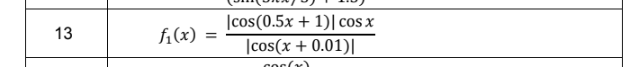 13 f₁(x) = |cos(0.5x + 1)| cos x / |cos(x + 0.01)|